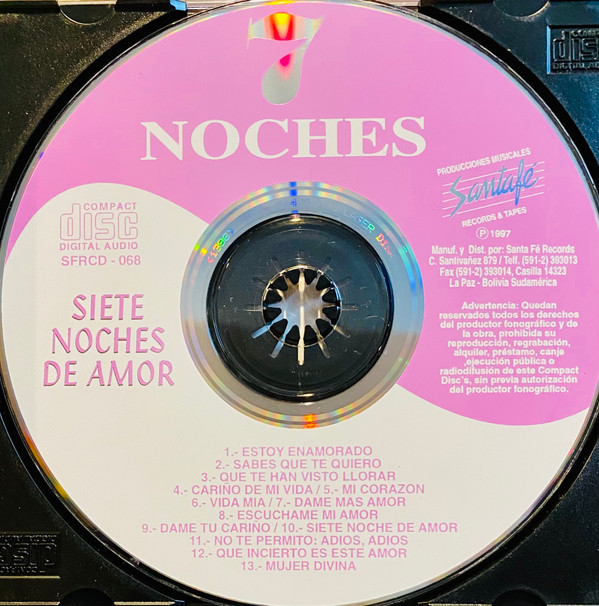 7
NOCHES
COMPACT
disc
DIGITAL AUDIO
SFRCD - 068
SIETE
NOCHES
DE AMOR
PRODUCCIONES MUSICALES
Santafé
RECORDS & TAPES
Ⓟ 1997
Manuf. y Dist. por: Santa Fé Records
C. Santivañez 879 / Telf. (591-2) 393013
Fax (591-2) 393014, Casilla 14323
La Paz - Bolivia Sudamérica
Advertencia: Quedan
reservados todos los derechos
del productor fonográfico y de
la obra, prohibida su
reproducción, regrabación,
alquiler, préstamo, canje
,ejecución pública o
radiodifusión de este Compact
Disc's, sin previa autorización
del productor fonográfico.
1.- ESTOY ENAMORADO
2.- SABES QUE TE QUIERO
3.- QUE TE HAN VISTO LLORAR
4.- CARIÑO DE MI VIDA / 5.- MI CORAZON
6.- VIDA MIA / 7.- DAME MAS AMOR
8.- ESCUCHAME MI AMOR
9.- DAME TU CARIÑO / 10.- SIETE NOCHE DE AMOR
11.- NO TE PERMITO: ADIOS, ADIOS
12.- QUE INCIERTO ES ESTE AMOR
13.- MUJER DIVINA
disc